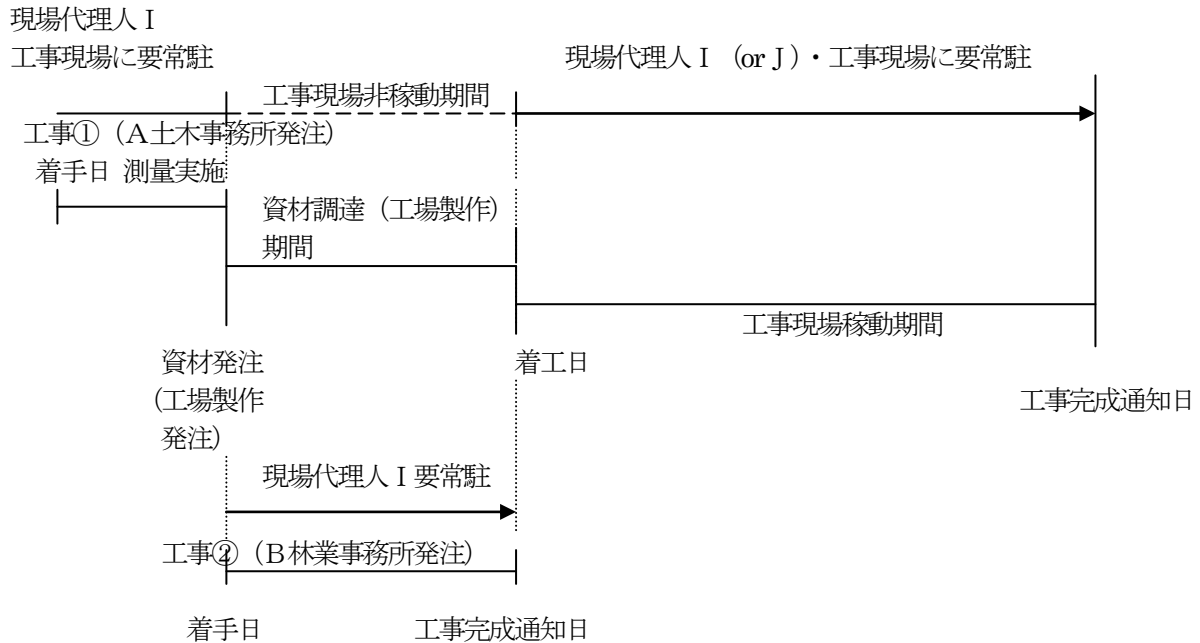 現場代理人Ⅰ
工事現場に要常駐
現場代理人Ⅰ (or J)・工事現場に要常駐
工事現場非稼動期間
工事①(A土木事務所発注)
着手日 測量実施
資材調達(工場製作)
期間
工事現場稼動期間
資材発注
(工場製作
発注)
着工日
工事完成通知日
現場代理人Ⅰ要常駐
工事②(B林業事務所発注)
着手日
工事完成通知日